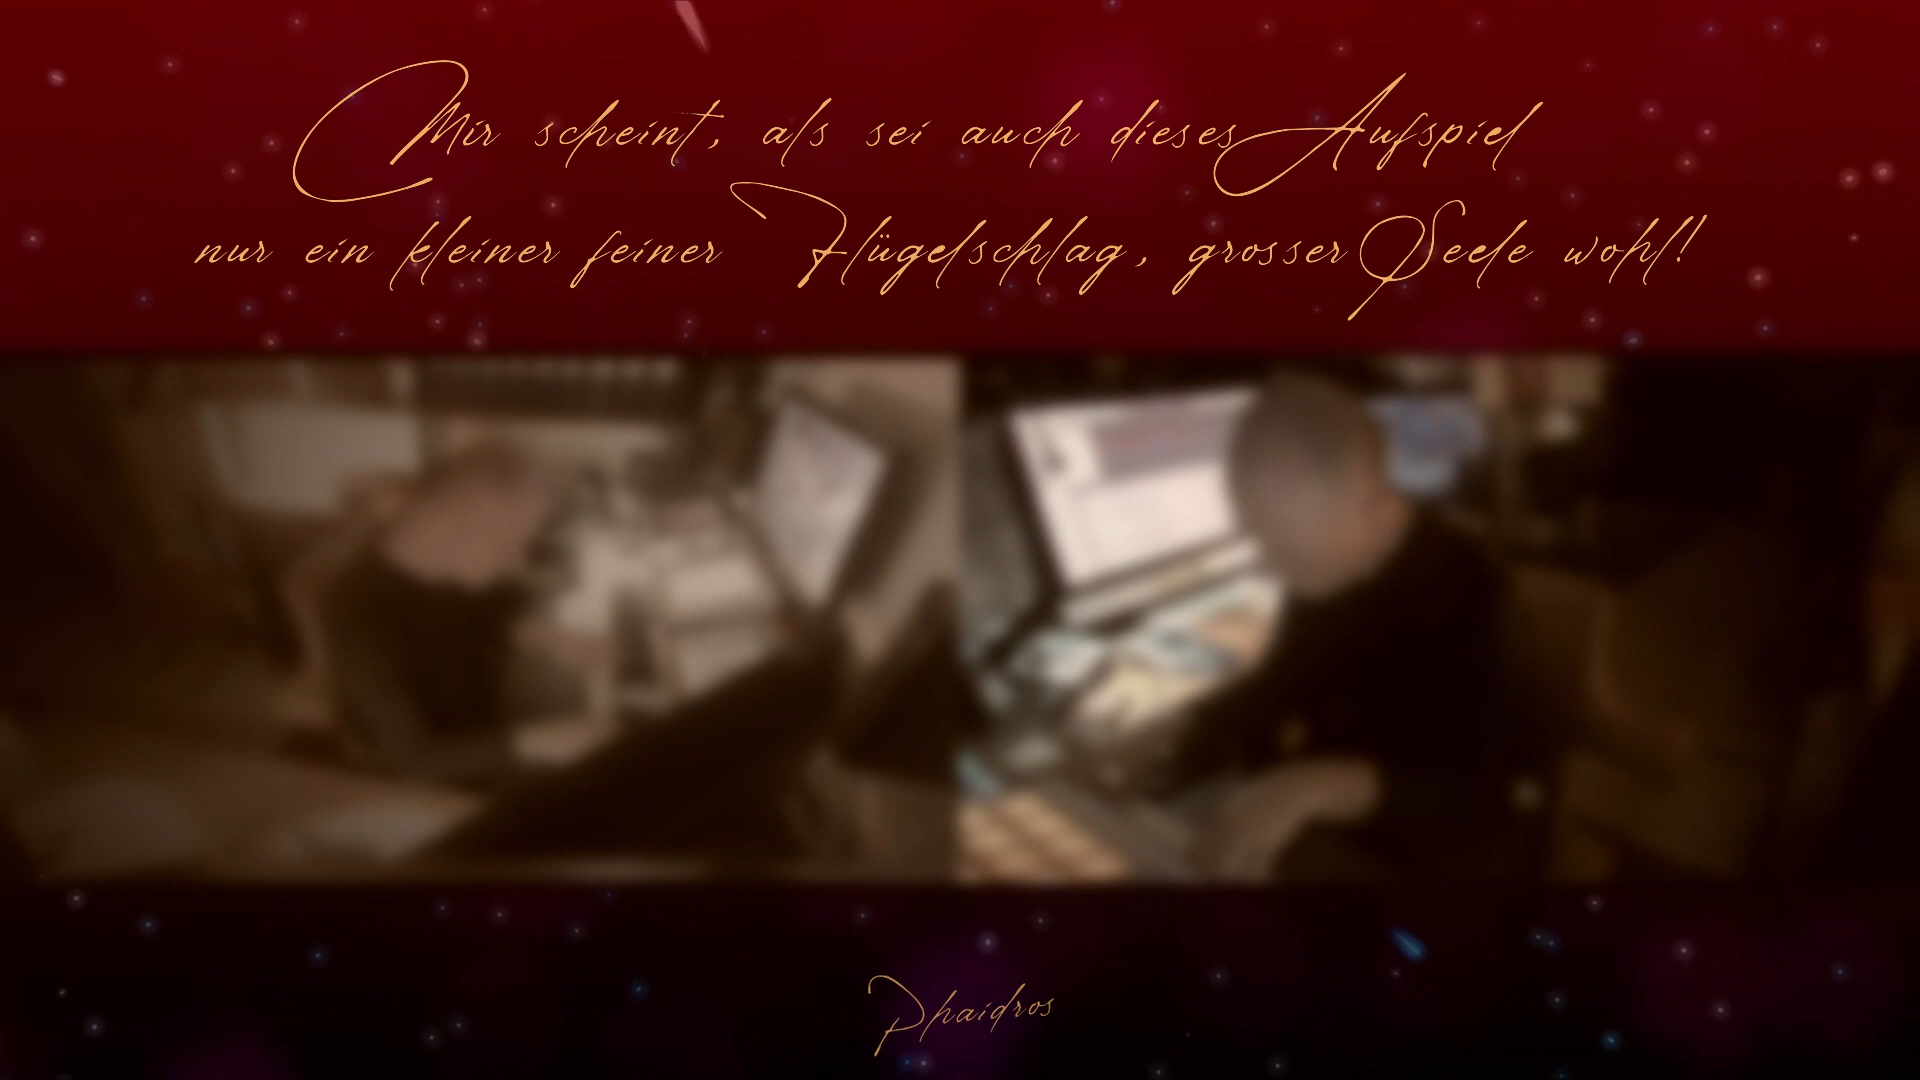 Mir scheint, als sei auch dieses Aufspiel
nur ein kleiner feiner Flügelschlag, grosser Seele wohl!
Phaidros